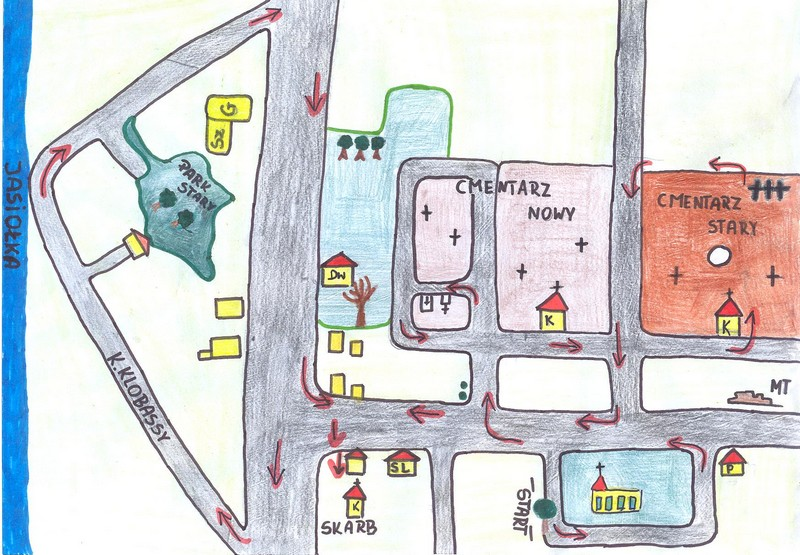 JASIOŁKA
G
Sz
PARK
STARY
CMENTARZ
NOWY
CMENTARZ
STARY
DW
K
K
K. KLOBASSY
MT
SL
P
K
SKARB
START